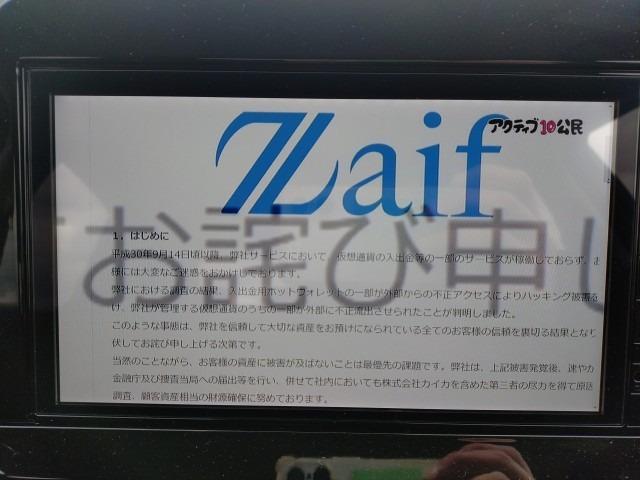 Zaif
アクティブ10公民
お詫び申し
1. はじめに
平成30年9月14日頃以降、弊社サービスにおいて、仮想通貨の入出金等の一部のサービスが稼働しておらず、お
様には大変なご迷惑をおかけしております。
弊社における調査の結果、入出金用ホットウォレットの一部が外部からの不正アクセスによりハッキング被害を
け、弊社が管理する仮想通貨のうちの一部が外部に不正流出させられたことが判明しました。
このような事態は、弊社を信頼して大切な資産をお預けになられている全てのお客様の信頼を裏切る結果となり
伏してお詫び申し上げる次第です。
当然のことながら、お客様の資産に被害が及ばないことは最優先の課題です。弊社は、上記被害発覚後、速やか
金融庁及び捜査当局への届出等を行い、併せて社内においても株式会社カイカを含めた第三者の尽力を得て原因
調査、顧客資産相当の財源確保に努めております。